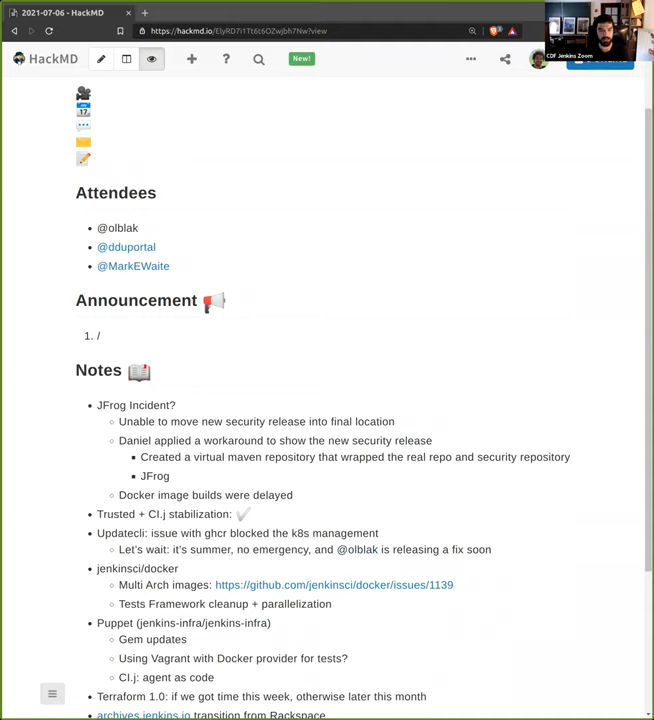 2021-07-06 - HackMD
https://hackmd.io/ElyRD7i1Tt6t6OZwjbh7Nw?view
HackMD
New!
CDF Jenkins Zoom
17
Attendees
@olblak
@dduportal
@MarkEWaite
Announcement
1. /
Notes
JFrog Incident?
Unable to move new security release into final location
Daniel applied a workaround to show the new security release
Created a virtual maven repository that wrapped the real repo and security repository
JFrog
Docker image builds were delayed
Trusted + CI.j stabilization:
Updatecli: issue with ghcr blocked the k8s management
Let's wait: it's summer, no emergency, and @olblak is releasing a fix soon
jenkinsci/docker
Multi Arch images: https://github.com/jenkinsci/docker/issues/1139
Tests Framework cleanup + parallelization
Puppet (jenkins-infra/jenkins-infra)
Gem updates
Using Vagrant with Docker provider for tests?
CI.j: agent as code
Terraform 1.0: if we got time this week, otherwise later this month
archives.jenkins.io transition from Rackspace